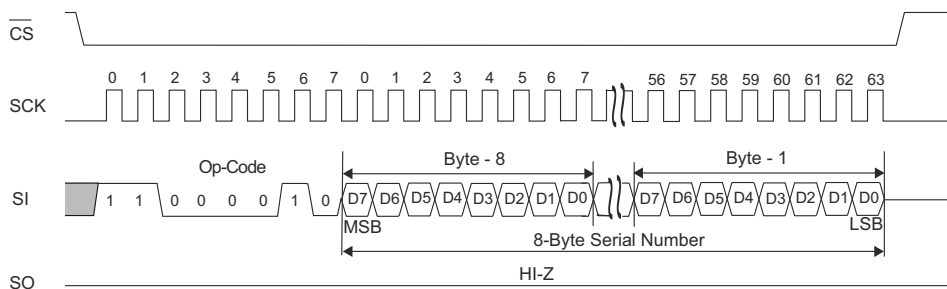 CS
0 1 2 3 4 5 6 7 0 1 2 3 4 5 6 7 56 57 58 59 60 61 62 63
SCK
Op-Code Byte - 8 Byte - 1
SI 1 1 0 0 0 0 1 0 D7 D6 D5 D4 D3 D2 D1 D0 D7 D6 D5 D4 D3 D2 D1 D0
MSB LSB
8-Byte Serial Number
HI-Z
SO